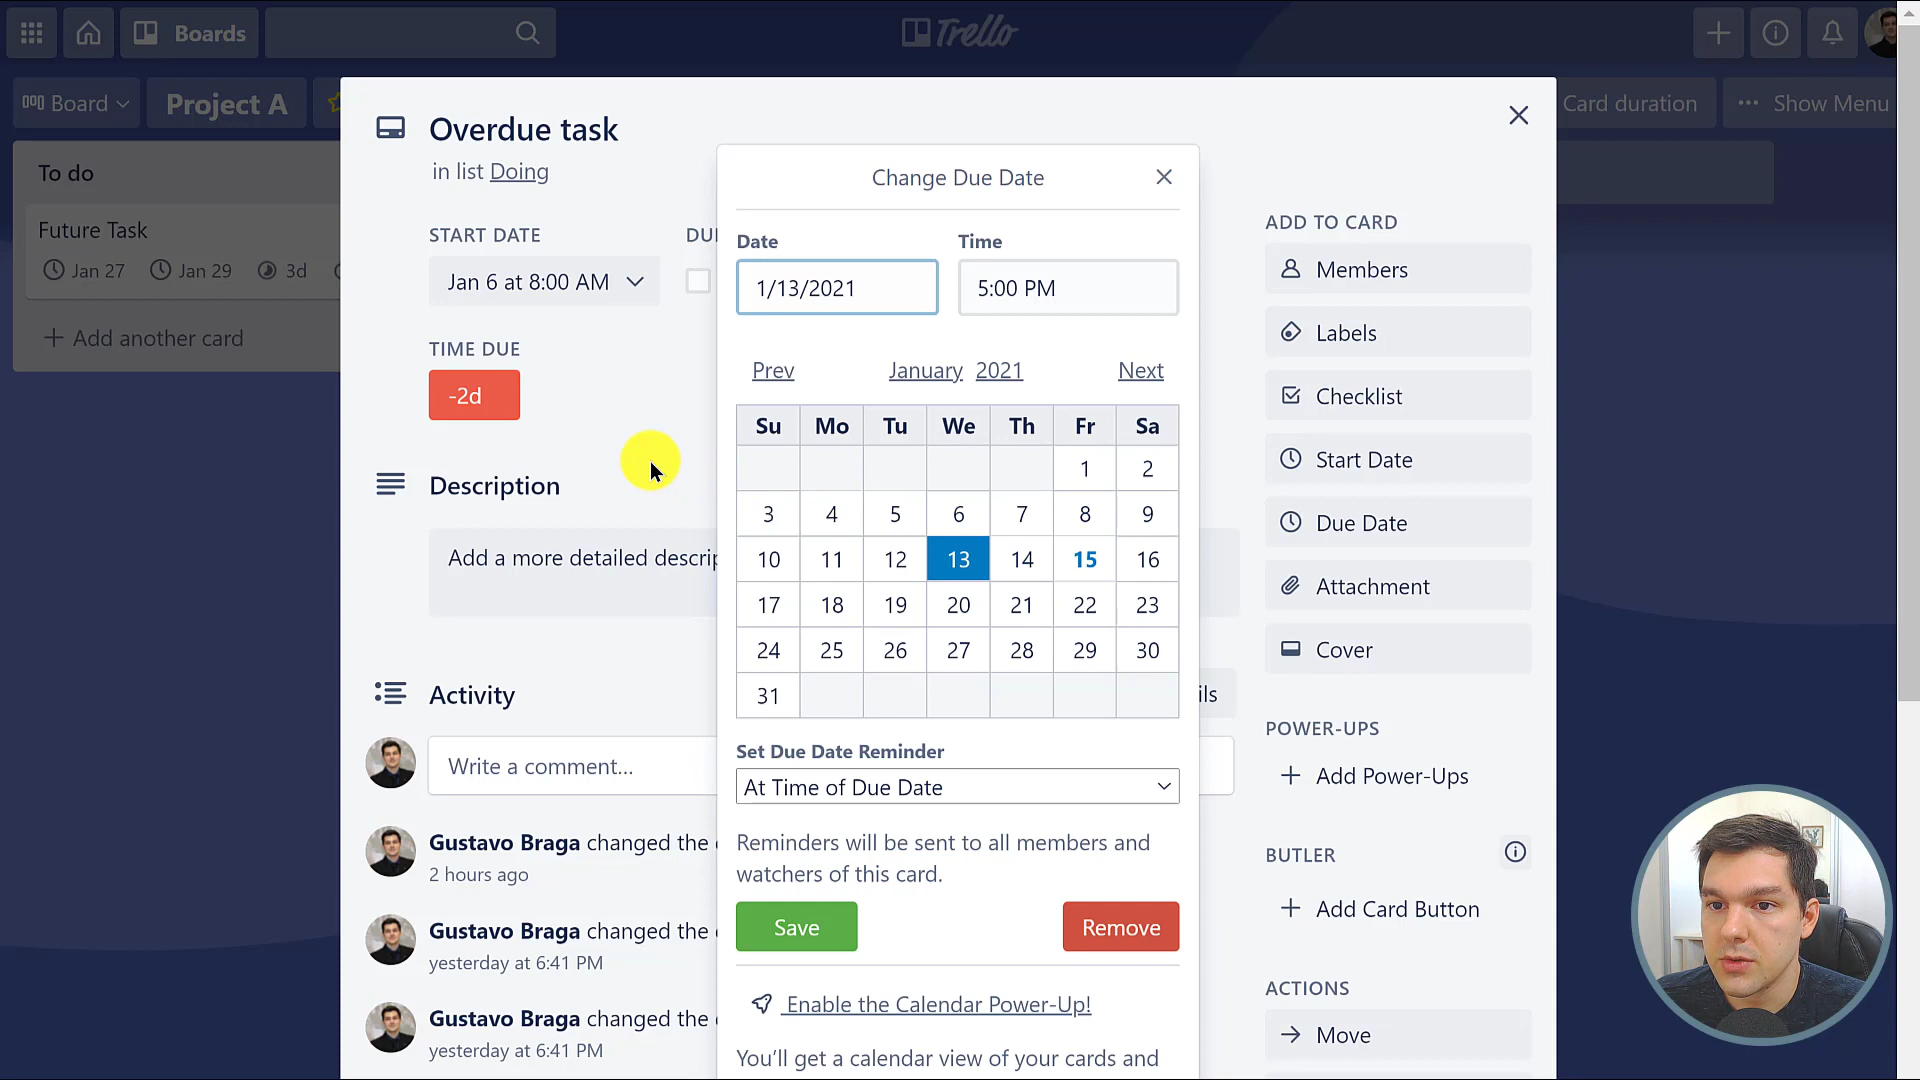 Boards
Trello
Board
Project A
Card duration
Show Menu
To do
Future Task
Jan 27
Jan 29
3d
Add another card
Overdue task
in list Doing
START DATE
DU
Jan 6 at 8:00 AM
TIME DUE
-2d
Description
Add a more detailed descrip
Activity
ils
Write a comment...
Gustavo Braga changed the
2 hours ago
Gustavo Braga changed the
yesterday at 6:41 PM
Gustavo Braga changed the
yesterday at 6:41 PM
Change Due Date
Date
Time
1/13/2021
5:00 PM
Prev
January 2021
Next
Su Mo Tu We Th Fr Sa
1 2
3 4 5 6 7 8 9
10 11 12 13 14 15 16
17 18 19 20 21 22 23
24 25 26 27 28 29 30
31
Set Due Date Reminder
At Time of Due Date
Reminders will be sent to all members and
watchers of this card.
Save
Remove
Enable the Calendar Power-Up!
You’ll get a calendar view of your cards and
ADD TO CARD
Members
Labels
Checklist
Start Date
Due Date
Attachment
Cover
POWER-UPS
Add Power-Ups
BUTLER
Add Card Button
ACTIONS
Move